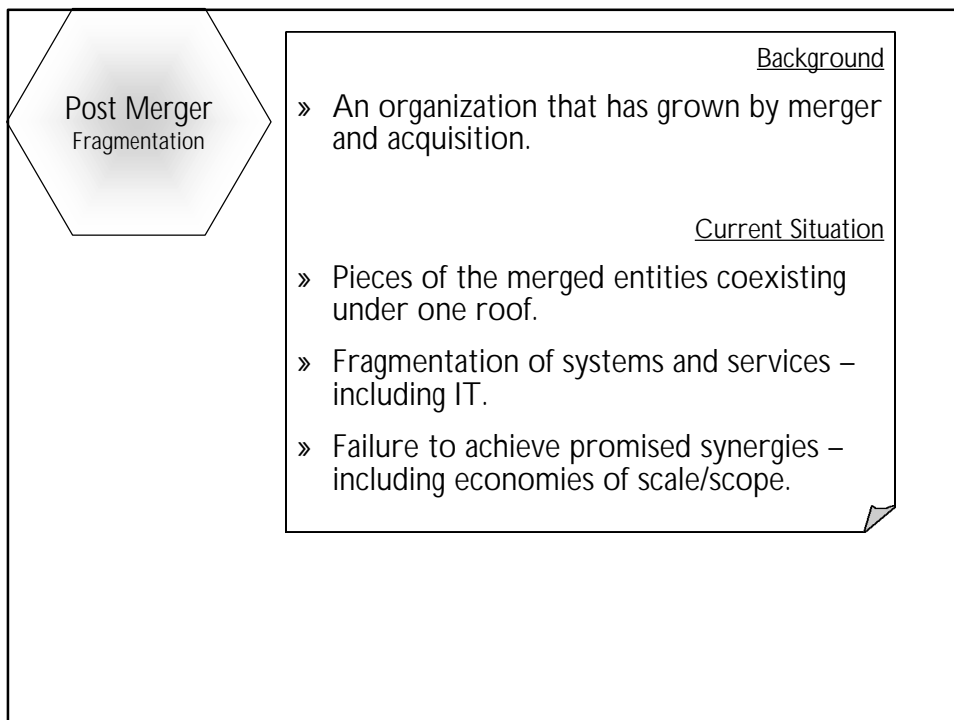 Post Merger
Fragmentation
Background
» An organization that has grown by merger
and acquisition.
Current Situation
» Pieces of the merged entities coexisting
under one roof.
» Fragmentation of systems and services –
including IT.
» Failure to achieve promised synergies –
including economies of scale/scope.